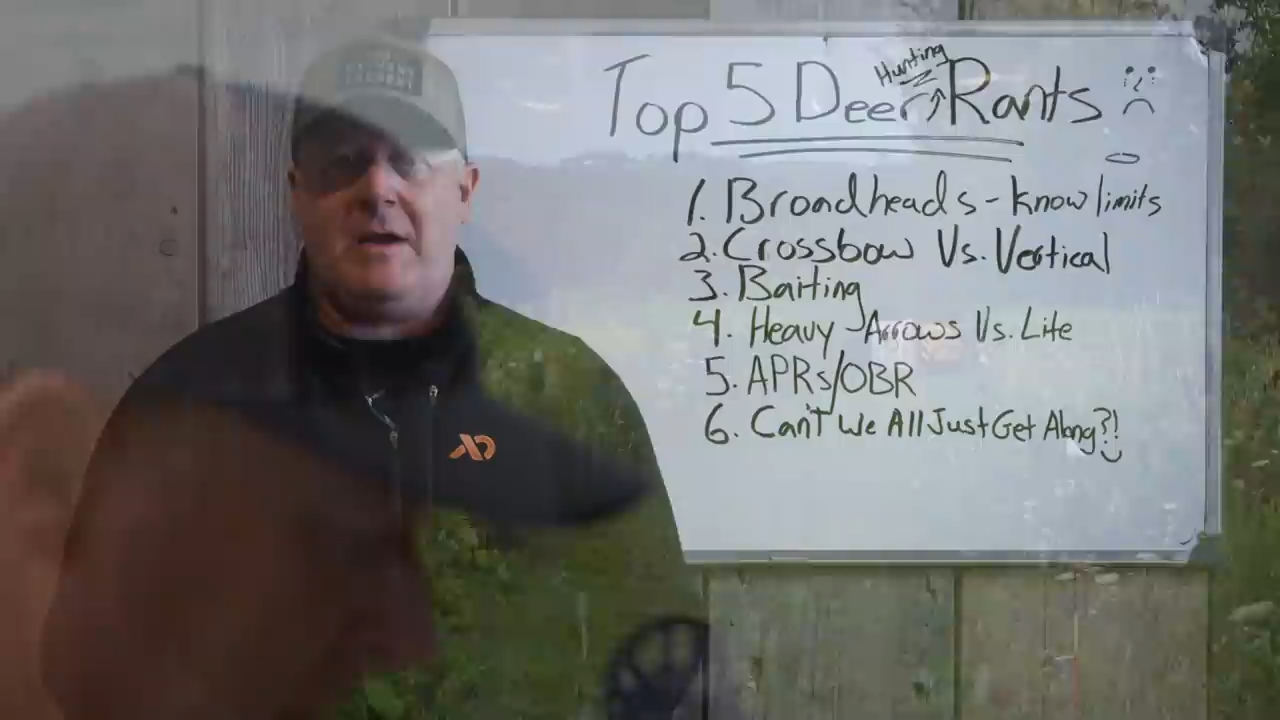 Top 5 Deer Hunting Rants
1. Broadheads - Know limits
2. Crossbow Vs. Vertical
3. Baiting
4. Heavy Arrows Vs. Lite
5. APRs/OBR
6. Can't We All Just Get Along?!